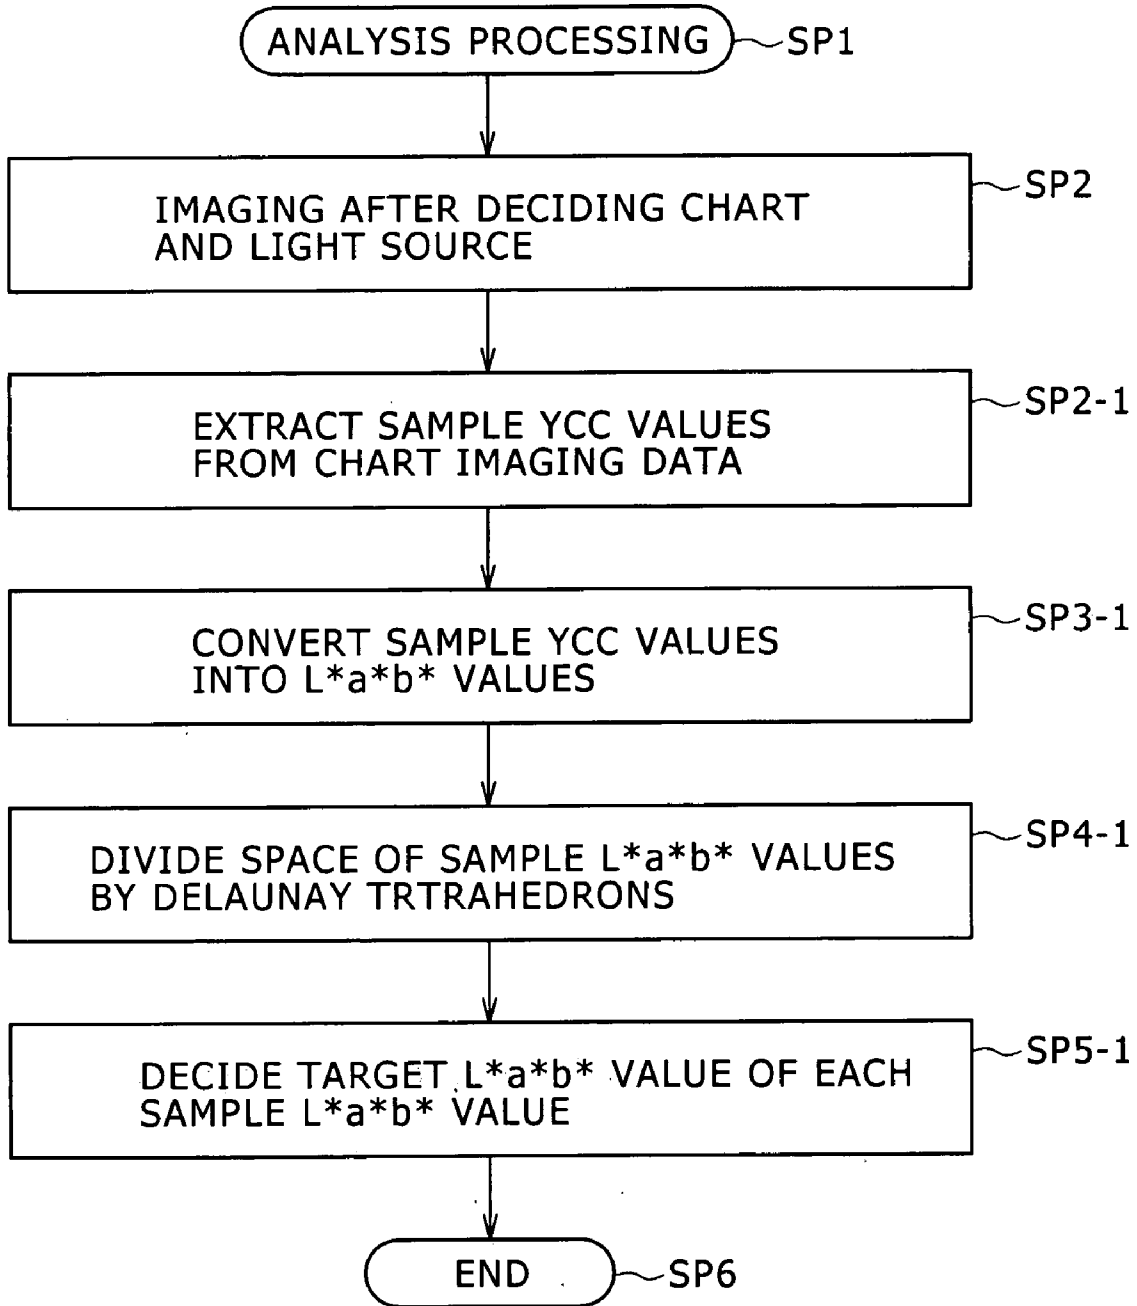 ANALYSIS PROCESSING
SP1
IMAGING AFTER DECIDING CHART
AND LIGHT SOURCE
SP2
EXTRACT SAMPLE YCC VALUES
FROM CHART IMAGING DATA
SP2-1
CONVERT SAMPLE YCC VALUES
INTO L*a*b* VALUES
SP3-1
DIVIDE SPACE OF SAMPLE L*a*b* VALUES
BY DELAUNAY TRTRAHEDRONS
SP4-1
DECIDE TARGET L*a*b* VALUE OF EACH
SAMPLE L*a*b* VALUE
SP5-1
END
SP6